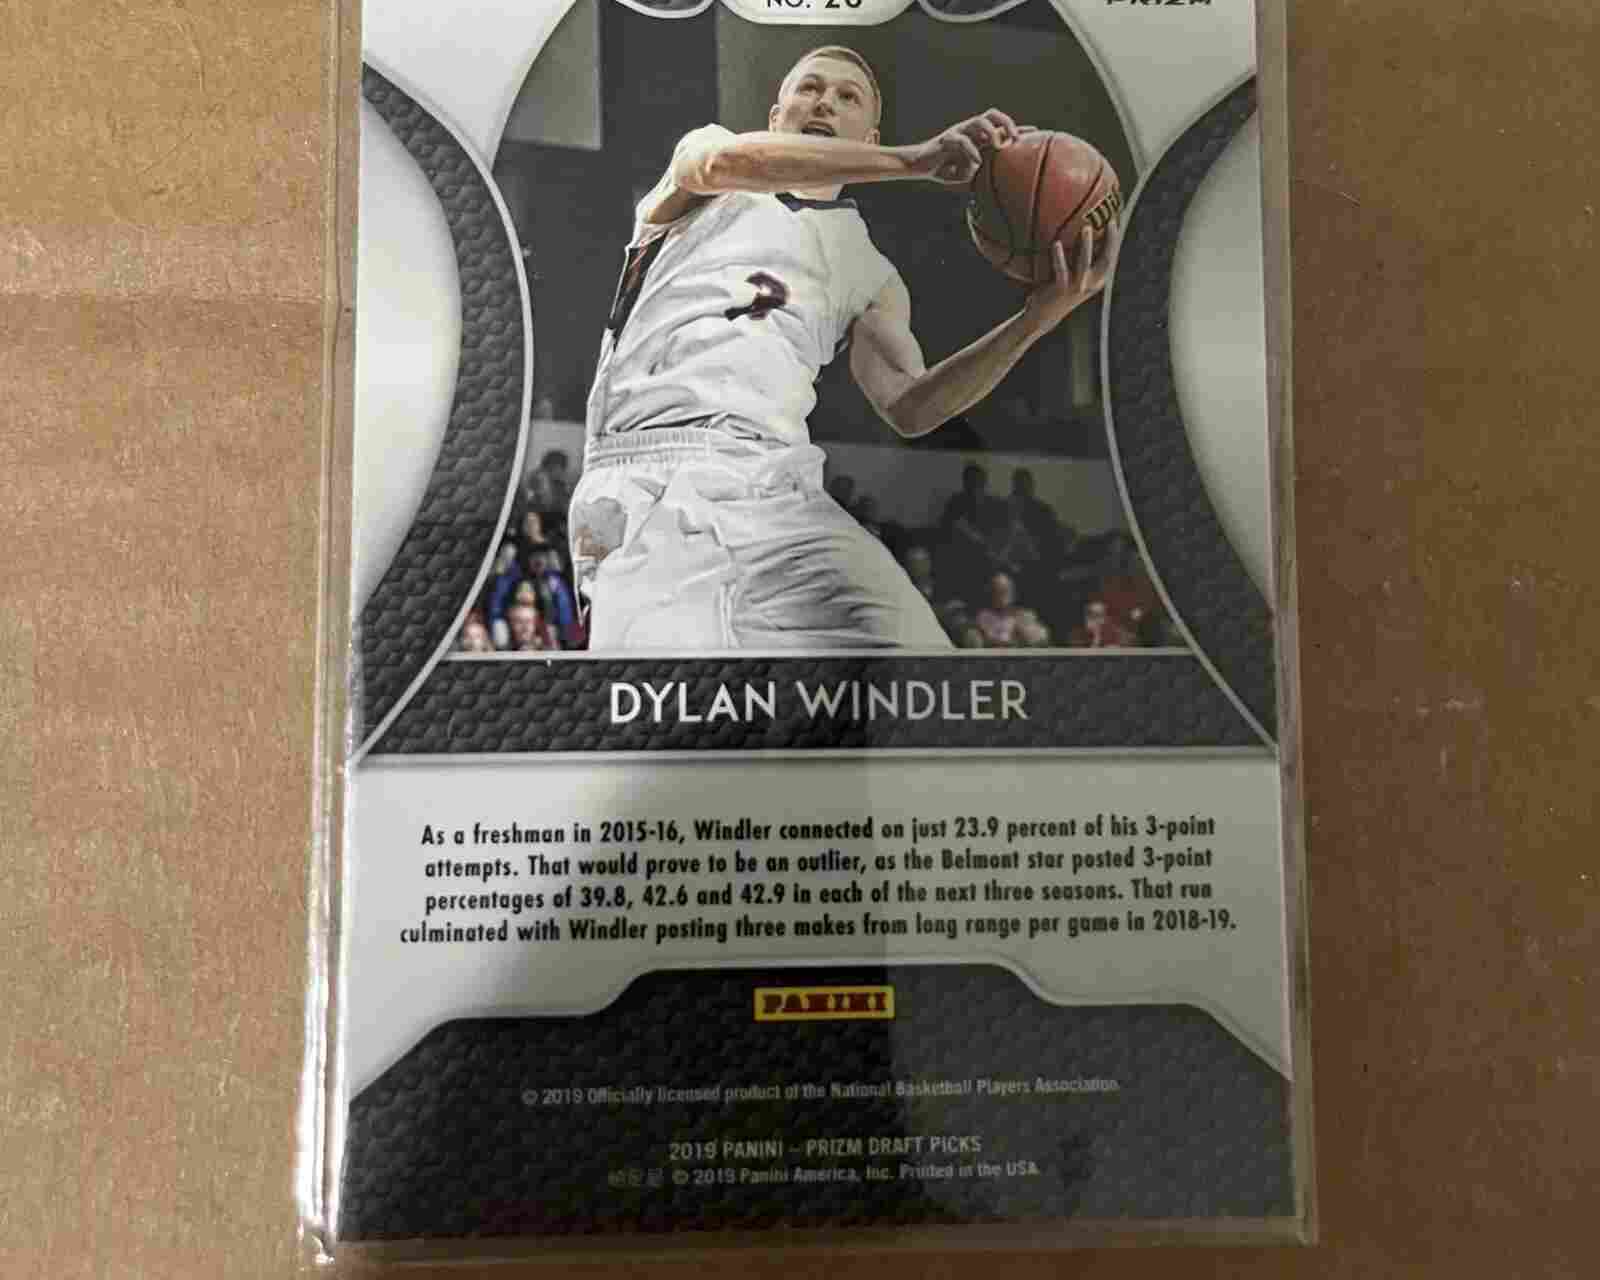 NO. 26
PRIZM
DYLAN WINDLER
As a freshman in 2015-16, Windler connected on just 23.9 percent of his 3-point
attempts. That would prove to be an outlier, as the Belmont star posted 3-point
percentages of 39.8, 42.6 and 42.9 in each of the next three seasons. That run
culminated with Windler posting three makes from long range per game in 2018-19.
PANINI
© 2019 Officially licensed product of the National Basketball Players Association.
2019 PANINI – PRIZM DRAFT PICKS
© 2019 Panini America, Inc. Printed in the USA.